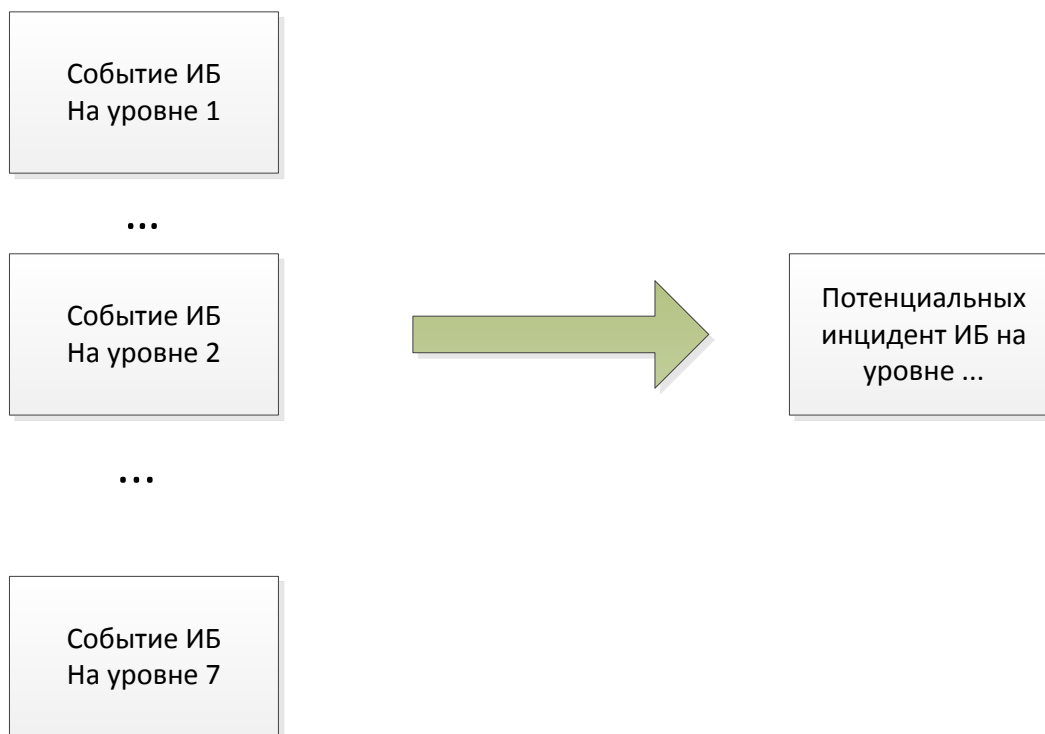 Событие ИБ
На уровне 1
...
Событие ИБ
На уровне 2
Потенциальных
инцидент ИБ на
уровне ...
...
Событие ИБ
На уровне 7